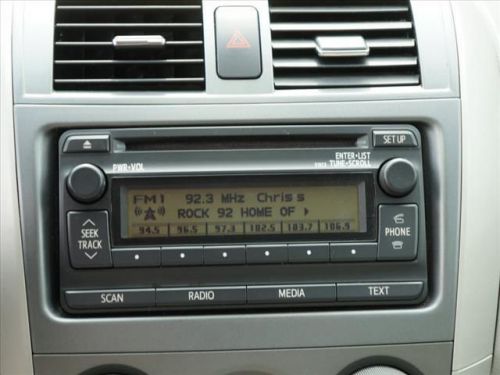 SET UP
PWR•VOL
ENTER•LIST
TUNE•SCROLL
FM1 92.3 MHz Chris s
ROCK 92 HOME OF
94.5 96.5 97.3 102.5 103.7 106.9
SEEK
TRACK
PHONE
SCAN
RADIO
MEDIA
TEXT